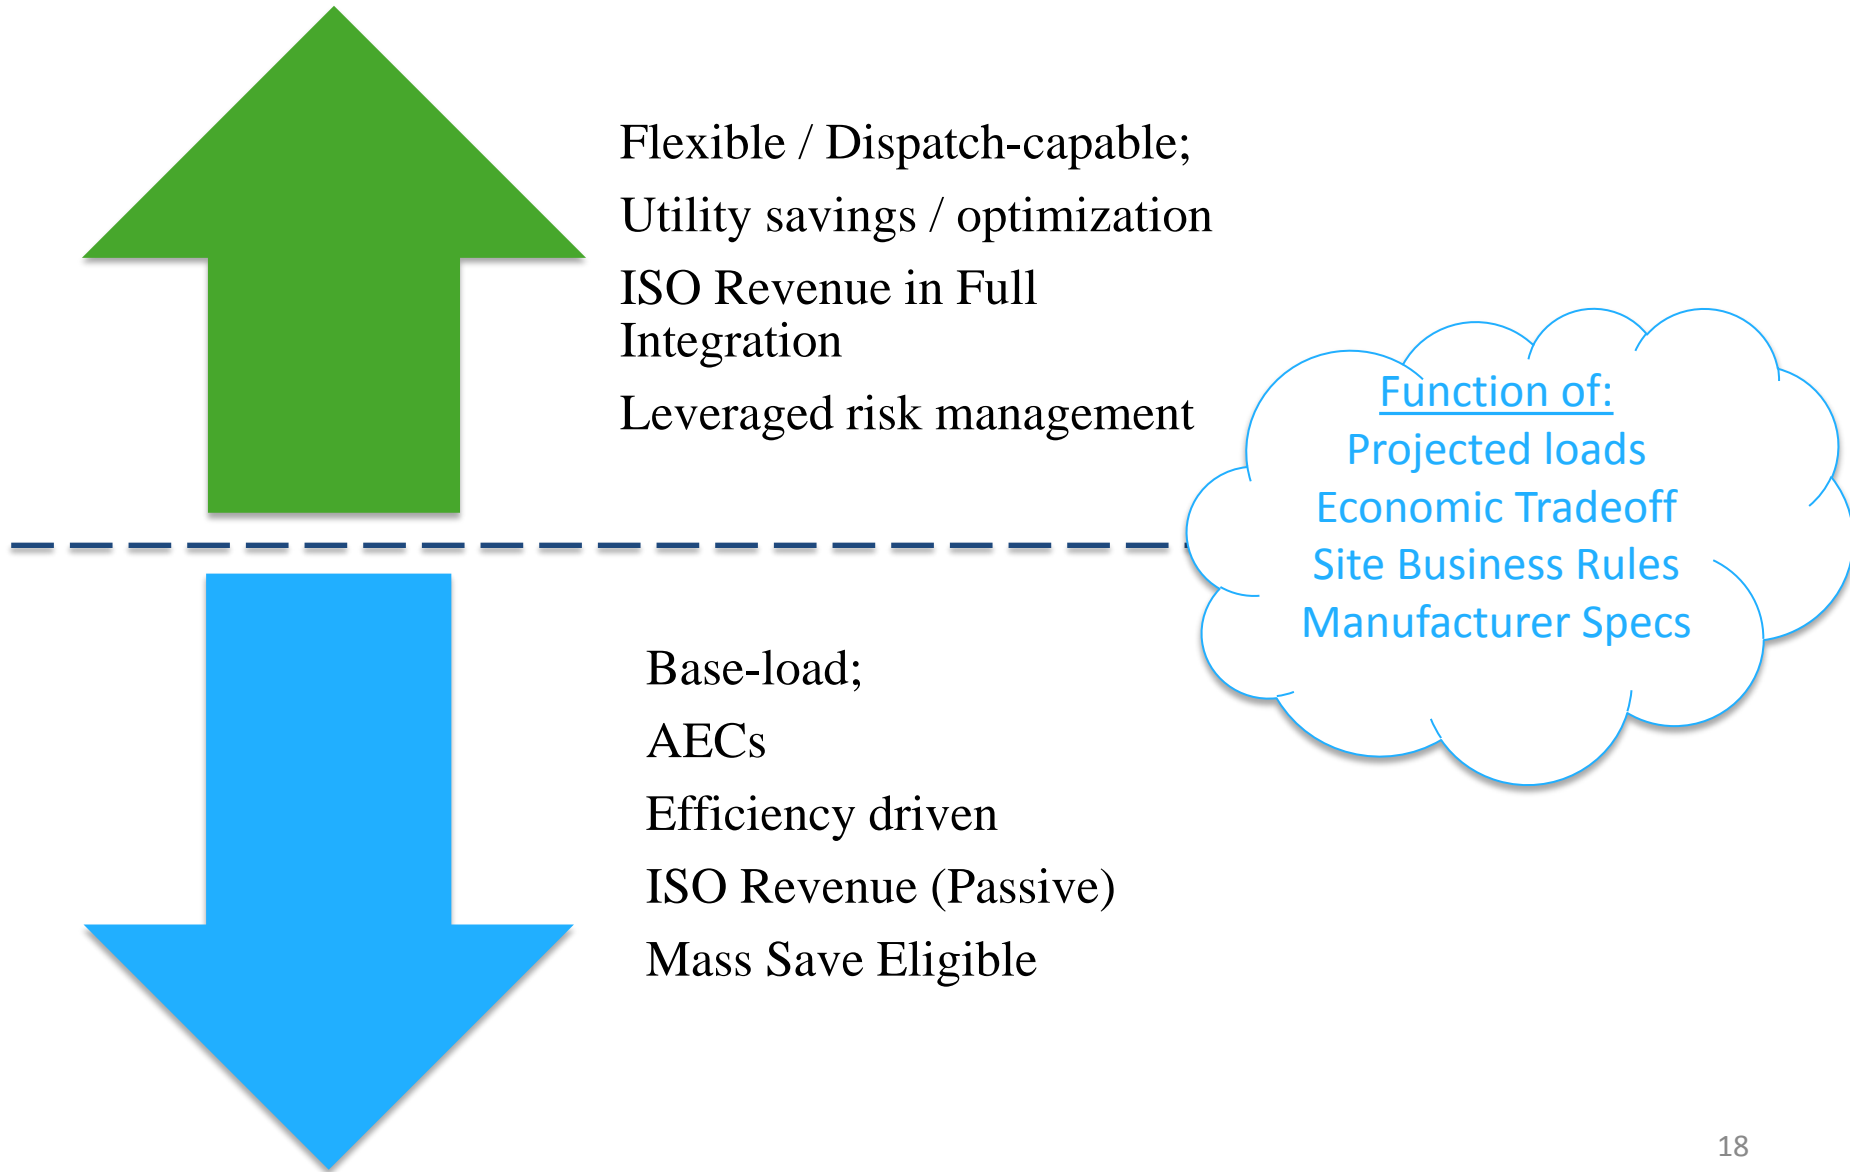 Flexible / Dispatch-capable;
Utility savings / optimization
ISO Revenue in Full
Integration
Leveraged risk management
Function of:
Projected loads
Economic Tradeoff
Site Business Rules
Manufacturer Specs
Base-load;
AECs
Efficiency driven
ISO Revenue (Passive)
Mass Save Eligible
18